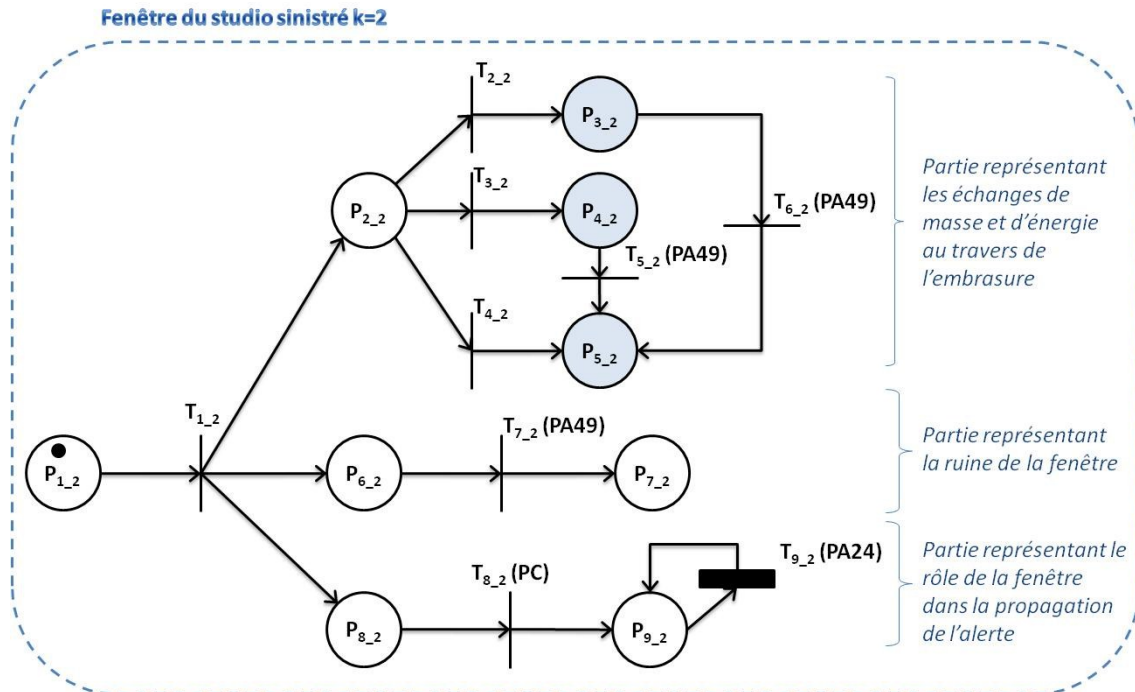 Fenêtre du studio sinistré k=2
T2_2
P3_2
T3_2
P2_2
P4_2
T6_2 (PA49)
T5_2 (PA49)
T4_2
P5_2
Partie représentant
les échanges de
masse et d'énergie
au travers de
l'embrasure
T1_2
T7_2 (PA49)
P1_2
P6_2
P7_2
Partie représentant
la ruine de la fenêtre
T8_2 (PC)
T9_2 (PA24)
P8_2
P9_2
Partie représentant le
rôle de la fenêtre
dans la propagation
de l'alerte